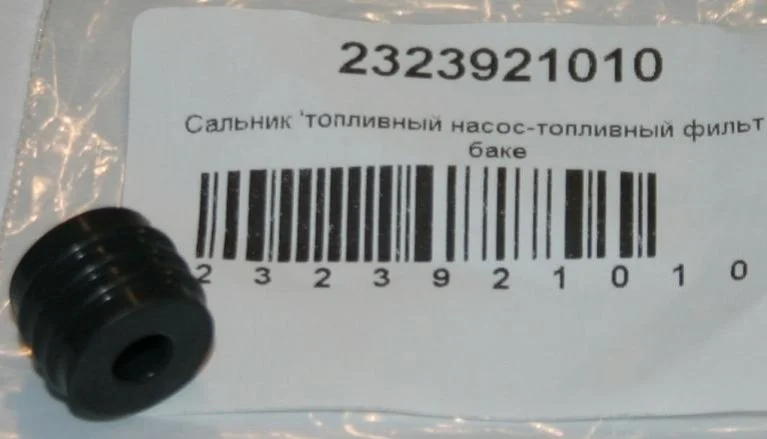 2323921010
Сальник 'топливный насос-топливный фильт
баке
2 3 2 3 9 2 1 0 1 0